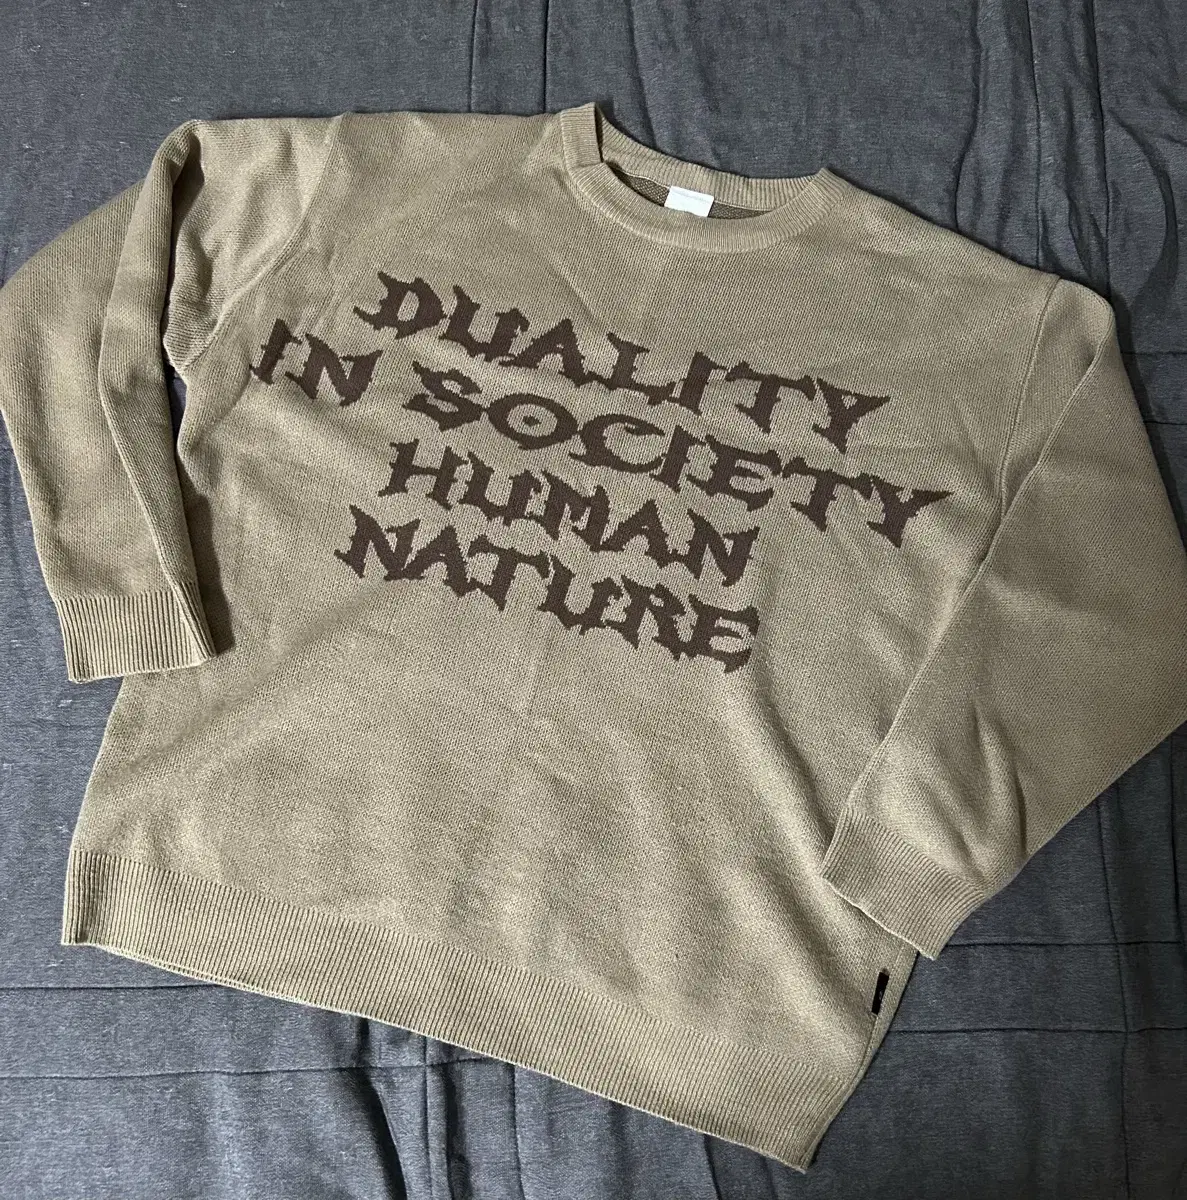 DUALITY
IN SOCIETY
HUMAN
NATURE